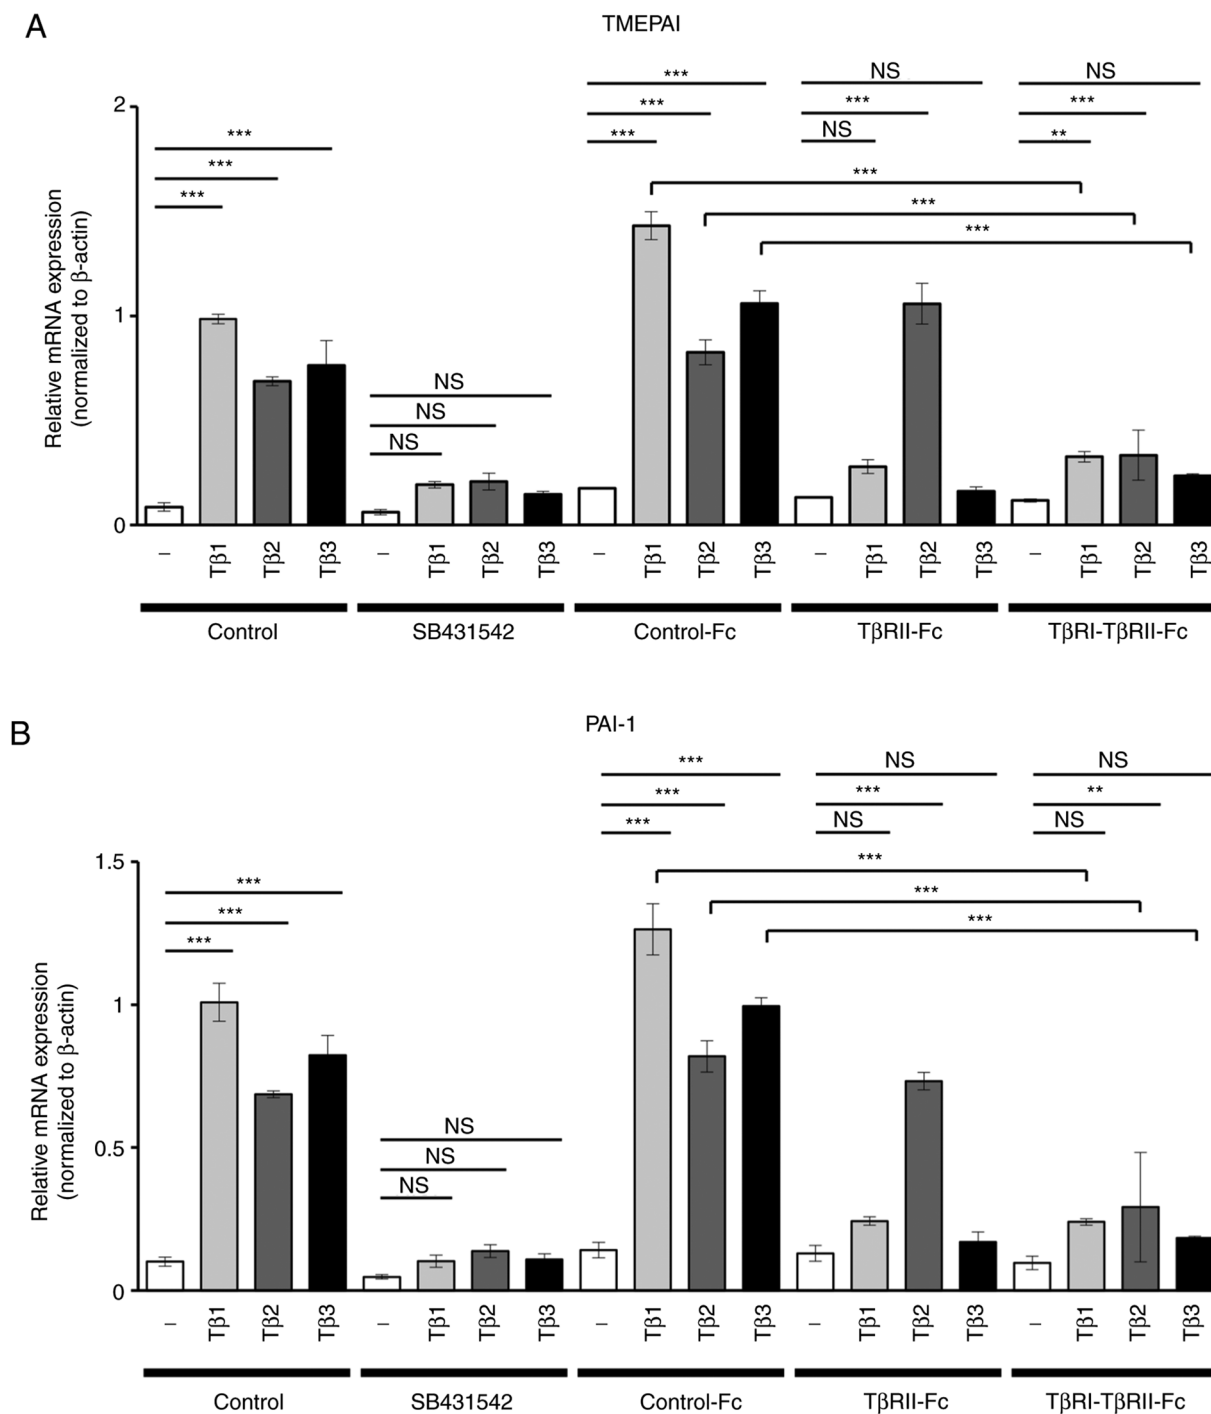 A
TMEPAI
*** NS NS
*** *** ***
*** NS **
***
***
***
***
***
***
2
1
0
Relative mRNA expression
(normalized to β-actin)
NS
NS
NS
– Tβ1 Tβ2 Tβ3 – Tβ1 Tβ2 Tβ3 – Tβ1 Tβ2 Tβ3 – Tβ1 Tβ2 Tβ3 – Tβ1 Tβ2 Tβ3
Control SB431542 Control-Fc TβRII-Fc TβRI-TβRII-Fc
B
PAI-1
*** NS NS
*** *** **
*** NS NS
***
***
***
***
***
***
1.5
1
0.5
0
Relative mRNA expression
(normalized to β-actin)
NS
NS
NS
– Tβ1 Tβ2 Tβ3 – Tβ1 Tβ2 Tβ3 – Tβ1 Tβ2 Tβ3 – Tβ1 Tβ2 Tβ3 – Tβ1 Tβ2 Tβ3
Control SB431542 Control-Fc TβRII-Fc TβRI-TβRII-Fc